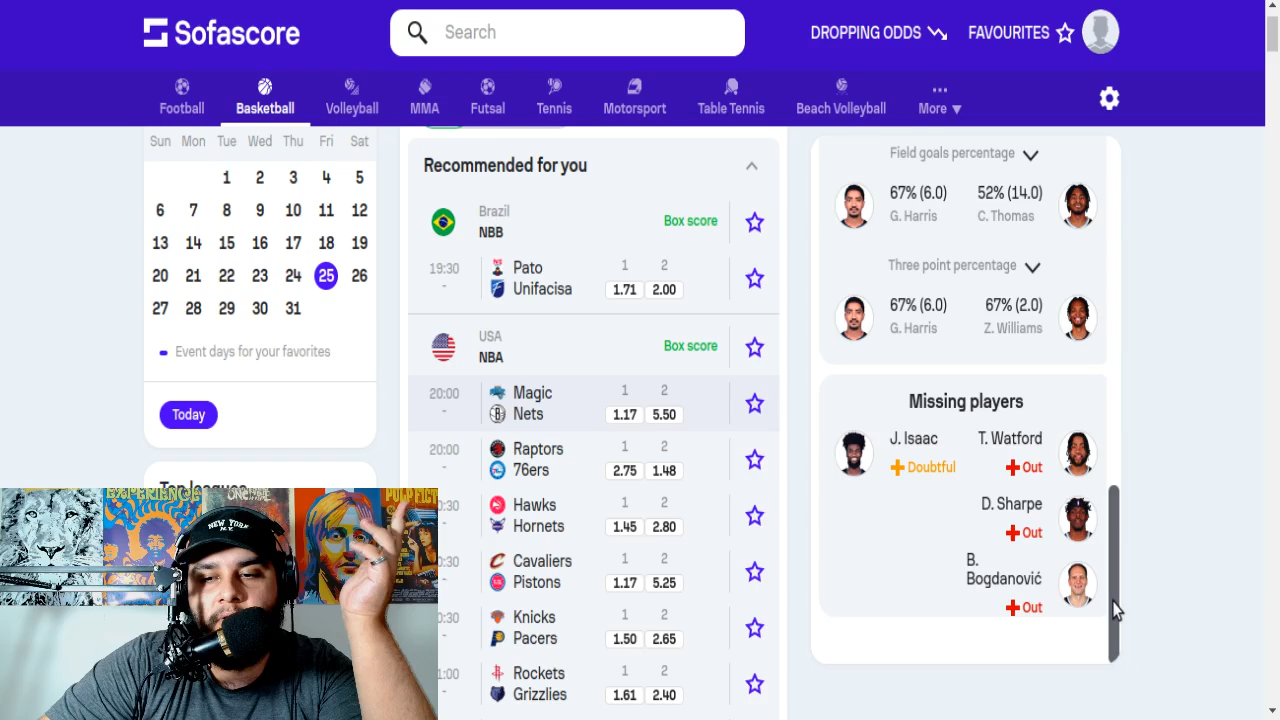 Sofascore
Search
DROPPING ODDS
FAVOURITES
Football
Basketball
Volleyball
MMA
Futsal
Tennis
Motorsport
Table Tennis
Beach Volleyball
More
Sun Mon Tue Wed Thu Fri Sat
1 2 3 4 5
6 7 8 9 10 11 12
13 14 15 16 17 18 19
20 21 22 23 24 25 26
27 28 29 30 31
Event days for your favorites
Today
Recommended for you
Brazil
NBB
Box score
19:30
-
Pato
Unifacisa
1 2
1.71 2.00
USA
NBA
Box score
20:00
-
Magic
Nets
1 2
1.17 5.50
20:00
-
Raptors
76ers
1 2
2.75 1.48
Hawks
Hornets
1 2
1.45 2.80
Cavaliers
Pistons
1 2
1.17 5.25
Knicks
Pacers
1 2
1.50 2.65
Rockets
Grizzlies
1 2
1.61 2.40
Field goals percentage
67% (6.0) 52% (14.0)
G. Harris C. Thomas
Three point percentage
67% (6.0) 67% (2.0)
G. Harris Z. Williams
Missing players
J. Isaac T. Watford
Doubtful Out
D. Sharpe
Out
B.
Bogdanović
Out
EXPERIENCE
PULP FICT
NEW YORK
N.Y.